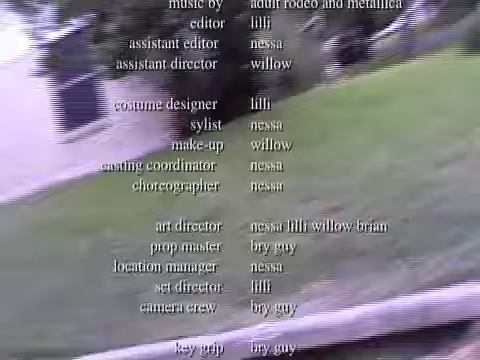 music by adult rodeo and metallica
editor lilli
assistant editor nessa
assistant director willow
costume designer lilli
sylist nessa
make-up willow
casting coordinator nessa
choreographer nessa
art director nessa lilli willow brian
prop master bry guy
location manager nessa
set director lilli
camera crew bry guy
key grip bry guy